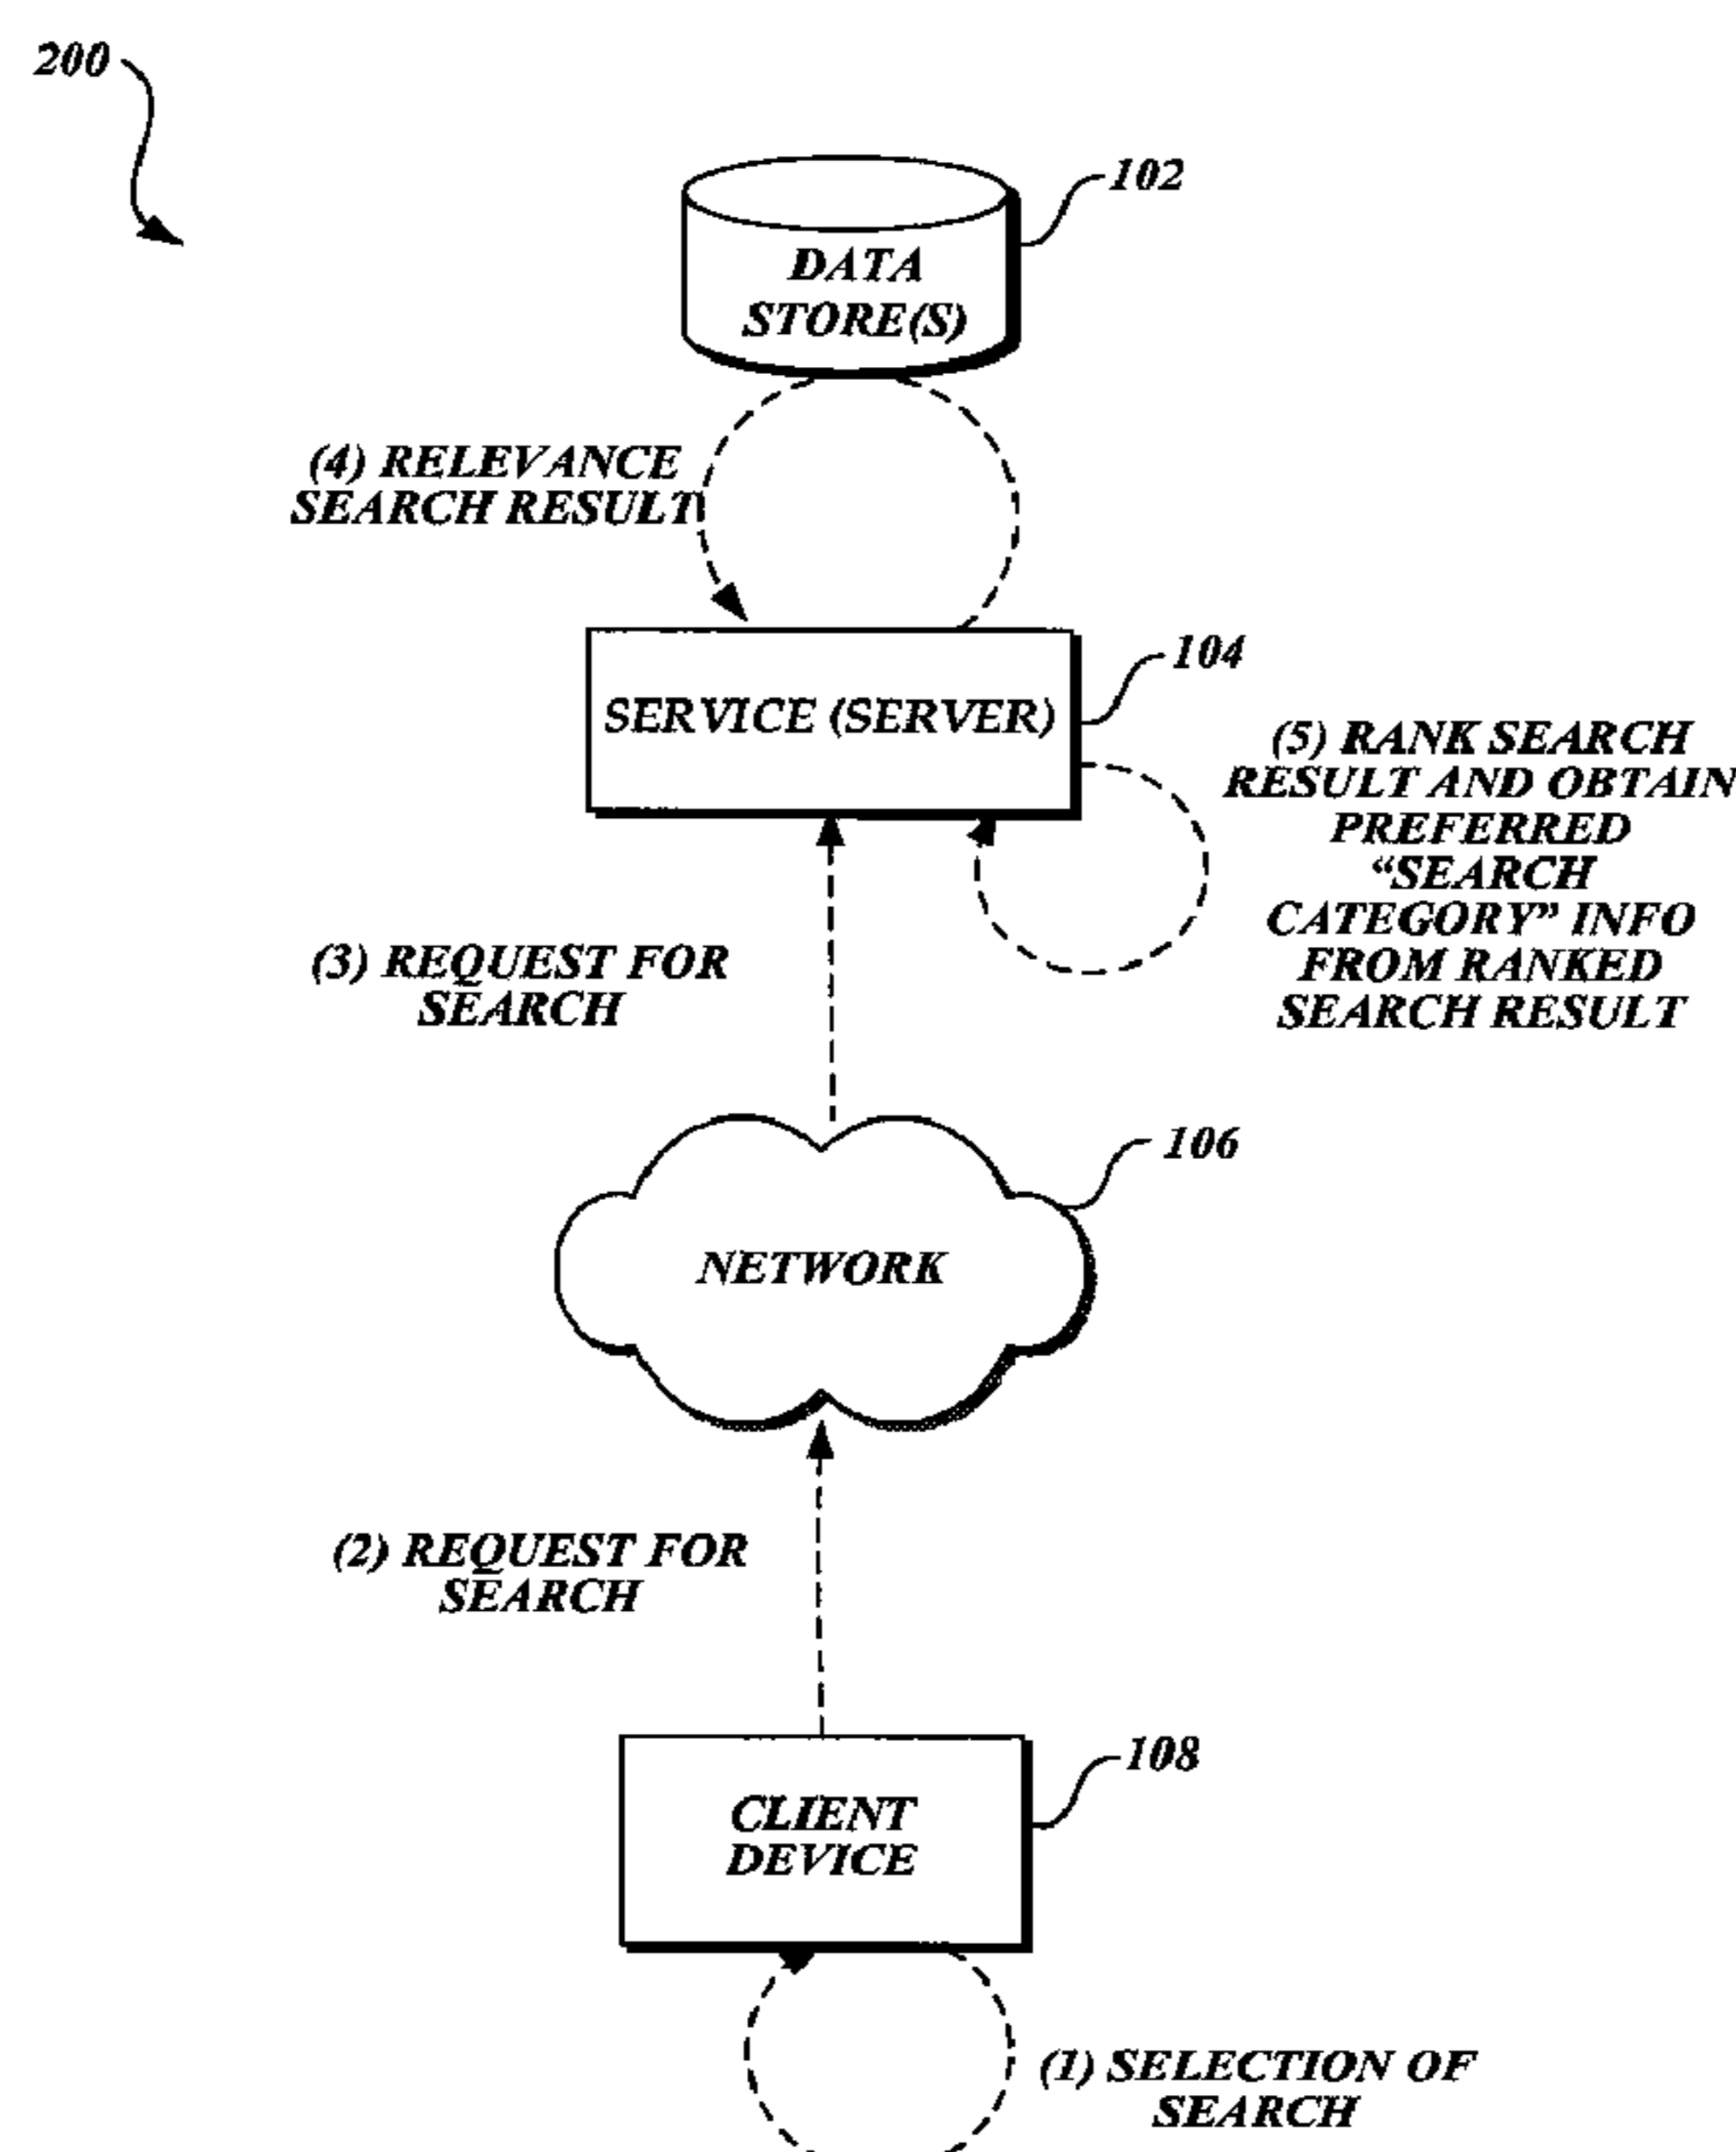 200
102
DATA
STORE(S)
(4) RELEVANCE
SEARCH RESULT
104
SERVICE (SERVER)
(5) RANK SEARCH
RESULT AND OBTAIN
PREFERRED
“SEARCH
CATEGORY” INFO
FROM RANKED
SEARCH RESULT
(3) REQUEST FOR
SEARCH
106
NETWORK
(2) REQUEST FOR
SEARCH
108
CLIENT
DEVICE
(1) SELECTION OF
SEARCH